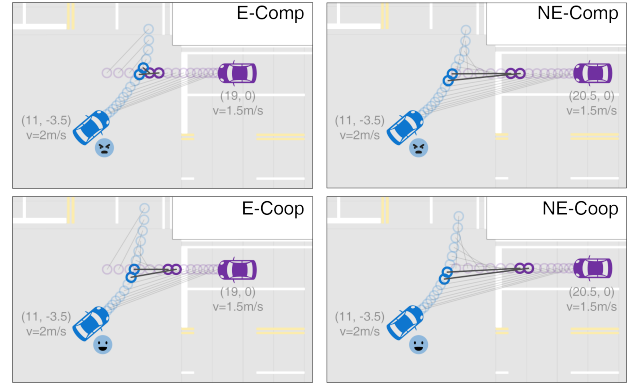 E-Comp
(19, 0)
v=1.5m/s
(11, -3.5)
v=2m/s
NE-Comp
(20.5, 0)
v=1.5m/s
(11, -3.5)
v=2m/s
E-Coop
(19, 0)
v=1.5m/s
(11, -3.5)
v=2m/s
NE-Coop
(20.5, 0)
v=1.5m/s
(11, -3.5)
v=2m/s